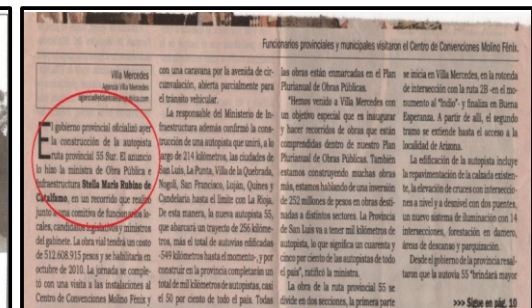 Funcionarios provinciales y municipales visitaron el Centro de Convenciones Molino Fénix.
Villa Mercedes
Agencia Villa Mercedes
El gobierno provincial oficializó ayer
la construcción de la autopista
ruta provincial 55 Sur. El anuncio
lo hizo la ministra de Obra Pública e
Infraestructura Stella Maris Rubino de
Catalfamo, en un recorrido que realizó
junto a una comitiva de funcionarios lo-
cales, candidatos legislativos y ministros
del gabinete. La obra vial tendrá un costo
de 512.608.915 pesos y se habilitaría en
octubre de 2010. La jornada se comple-
tó con una visita a las instalaciones al
Centro de Convenciones Molino Fénix y
con una caravana por la avenida de cir-
cunvalación, abierta parcialmente para
el tránsito vehicular.
La responsable del Ministerio de In-
fraestructura además confirmó la cons-
trucción de una autopista que unirá, a lo
largo de 214 kilómetros, las ciudades de
San Luis, La Punta, Villa de la Quebrada,
Nogolí, San Francisco, Luján, Quines y
Candelaria hasta el límite con La Rioja.
De esta manera, la nueva autopista 55,
que abarcará un trayecto de 256 kilóme-
tros, más el total de autovías edificadas
-549 kilómetros hasta el momento-, y por
construir en la provincia completarán un
total de mil kilómetros de autopistas, casi
el 50 por ciento de todo el país. Todas
las obras están enmarcadas en el Plan
Plurianual de Obras Públicas.
"Hemos venido a Villa Mercedes con
un objetivo especial que es inaugurar
y hacer recorridos de obras que están
comprendidas dentro de nuestro Plan
Plurianual de Obras Públicas. También
estamos construyendo muchas obras
más, estamos hablando de una inversión
de 252 millones de pesos en obras desti-
nadas a distintos sectores. La Provincia
de San Luis va a tener mil kilómetros de
autopista, lo que significa un cuarenta y
cinco por ciento de las autopistas de todo
el país", ratificó la ministra.
La obra de la ruta provincial 55 se
divide en dos secciones, la primera parte
se inicia en Villa Mercedes, en la rotonda
de intersección con la ruta 2B -en el mo-
numento al "Indio"- y finaliza en Buena
Esperanza. A partir de allí, el segundo
tramo se extiende hasta el acceso a la
localidad de Arizona.
La edificación de la autopista incluye
la repavimentación de la calzada existen-
te, la elevación de cruces con interseccio-
nes a nivel y a desnivel con dos puentes,
un nuevo sistema de iluminación con 14
intersecciones, forestación en damero,
áreas de descanso y parquización.
Desde el gobierno de la provincia resal-
taron que la autovía 55 "brindará mayor
>>> Sigue en pág. 10